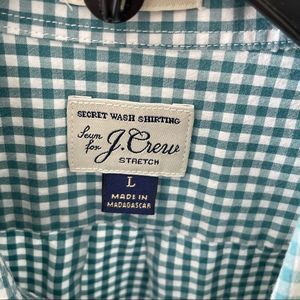 SECRET WASH SHIRTING
Sewn
for
J.Crew
STRETCH
L
MADE IN
MADAGASCAR